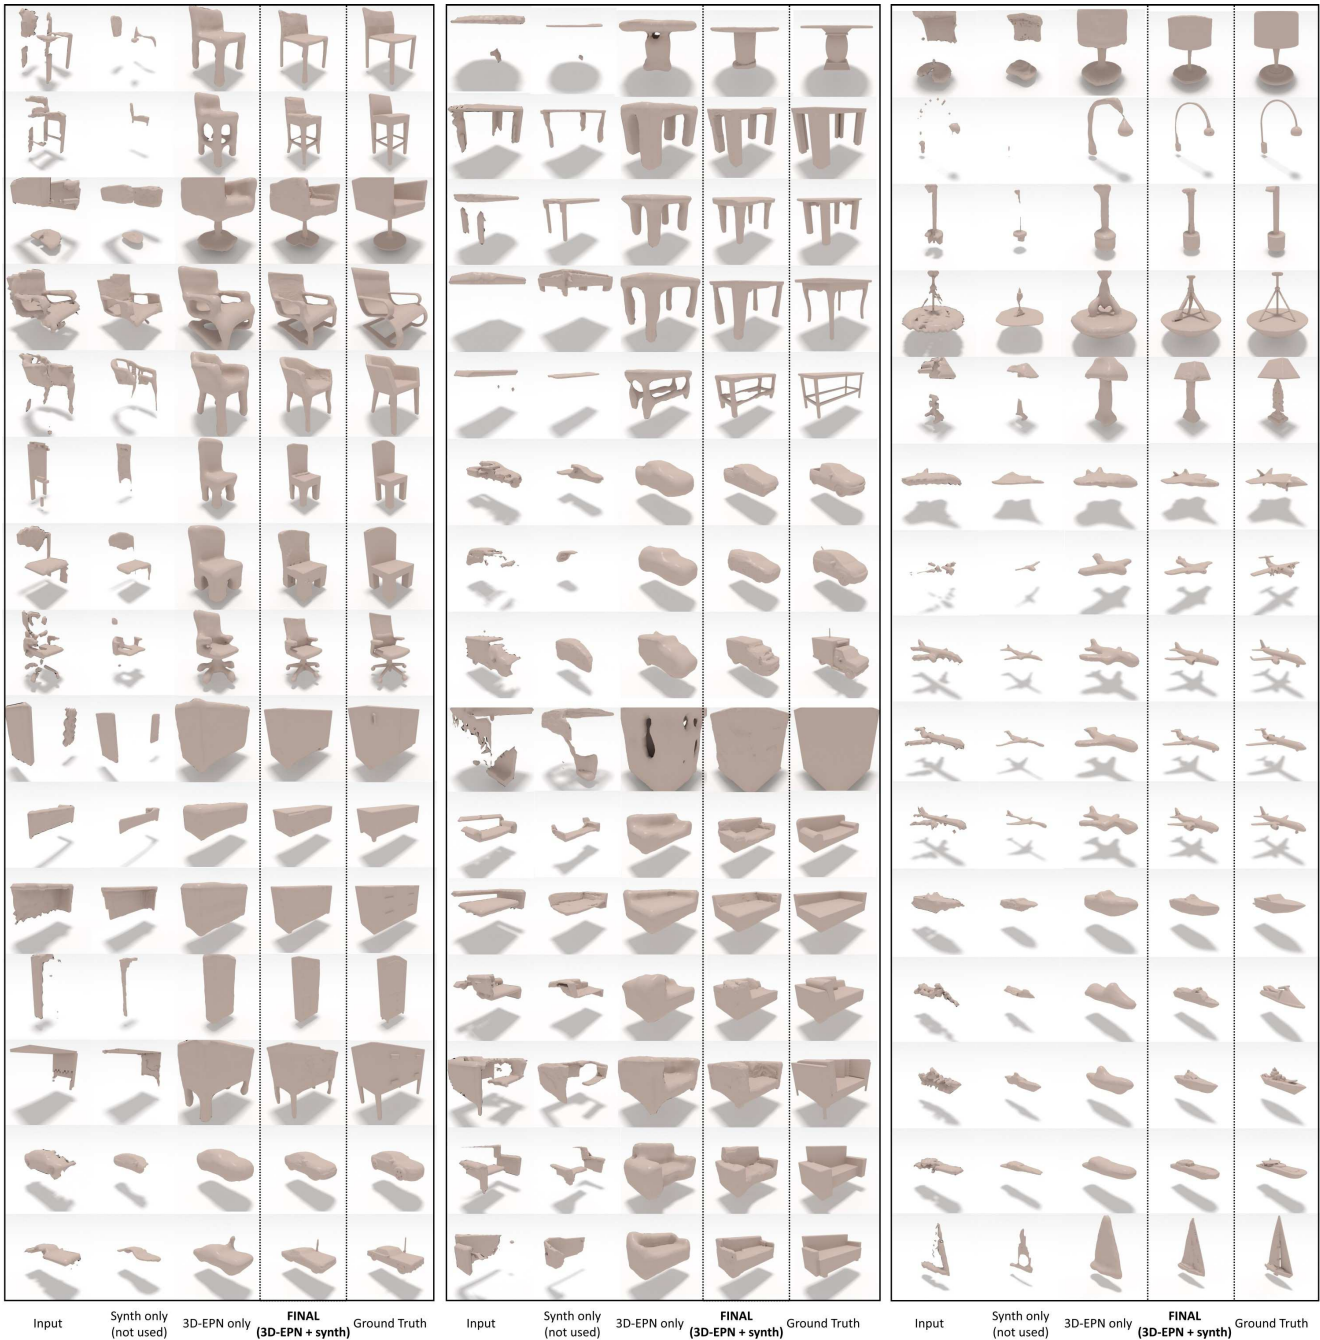 Input
Synth only
(not used)
3D-EPN only
FINAL
(3D-EPN + synth)
Ground Truth
Input
Synth only
(not used)
3D-EPN only
FINAL
(3D-EPN + synth)
Ground Truth
Input
Synth only
(not used)
3D-EPN only
FINAL
(3D-EPN + synth)
Ground Truth